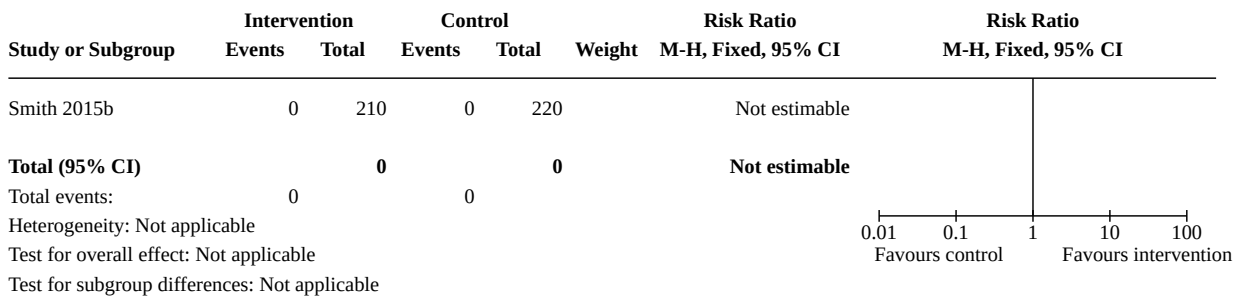 Intervention Control Risk Ratio Risk Ratio
Study or Subgroup Events Total Events Total Weight M-H, Fixed, 95% CI M-H, Fixed, 95% CI
Smith 2015b 0 210 0 220 Not estimable
Total (95% CI) 0 0 Not estimable
Total events: 0 0
Heterogeneity: Not applicable
0.01 0.1 1 10 100
Test for overall effect: Not applicable Favours control Favours intervention
Test for subgroup differences: Not applicable